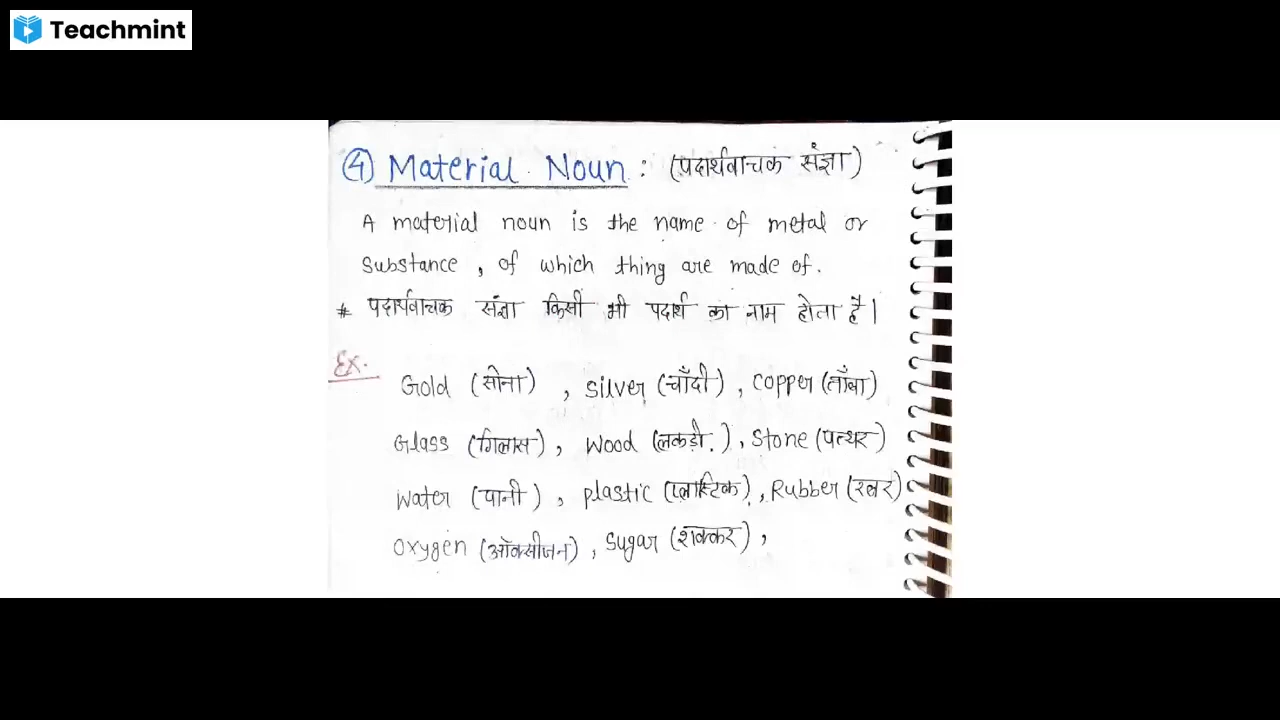 Teachmint
④ Material Noun : (पदार्थवाचक संज्ञा)
A material noun is the name of metal or
substance , of which thing are made of.
* पदार्थवाचक संज्ञा किसी भी पदार्थ का नाम होता है।
Ex.
Gold (सोना) , silver (चाँदी) , copper (ताँबा)
Glass (गिलास) , wood (लकड़ी.) , stone (पत्थर)
water (पानी) , plastic (प्लास्टिक) , Rubber (रबर)
oxygen (ऑक्सीजन) , sugar (शक्कर) ,